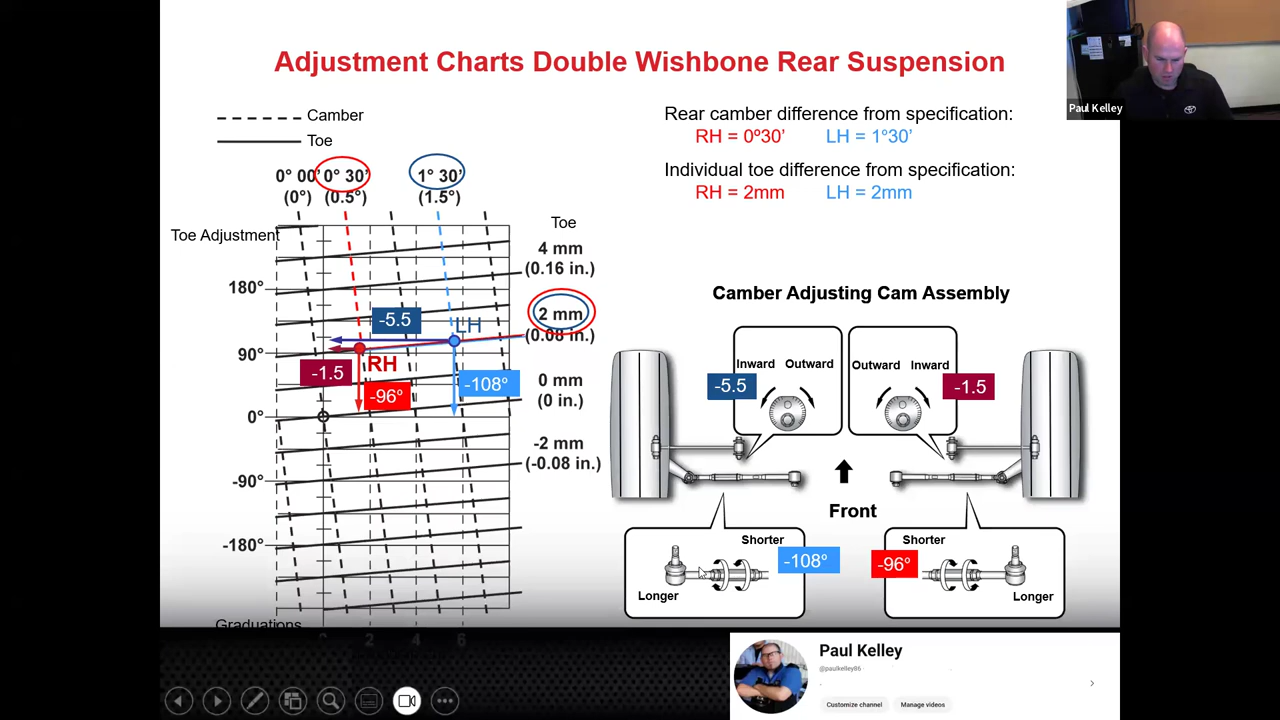 Adjustment Charts Double Wishbone Rear Suspension
Paul Kelley
Camber
Toe
Rear camber difference from specification:
RH = 0º30’ LH = 1°30’
Individual toe difference from specification:
RH = 2mm LH = 2mm
0° 00’ 0° 30’ 1° 30’
(0°) (0.5°) (1.5°)
Toe Adjustment
Toe
4 mm
(0.16 in.)
180°
2 mm
(0.08 in.)
-5.5
LH
90°
RH
-1.5
-96°
-108°
0 mm
(0 in.)
0°
-2 mm
(-0.08 in.)
-90°
-180°
Graduations
0 2 4 6
Camber Adjusting Cam Assembly
Inward Outward
Outward Inward
-5.5
-1.5
Front
Shorter
-108°
Longer
Shorter
-96°
Longer
Paul Kelley
@paulkelley86
Customize channel Manage videos